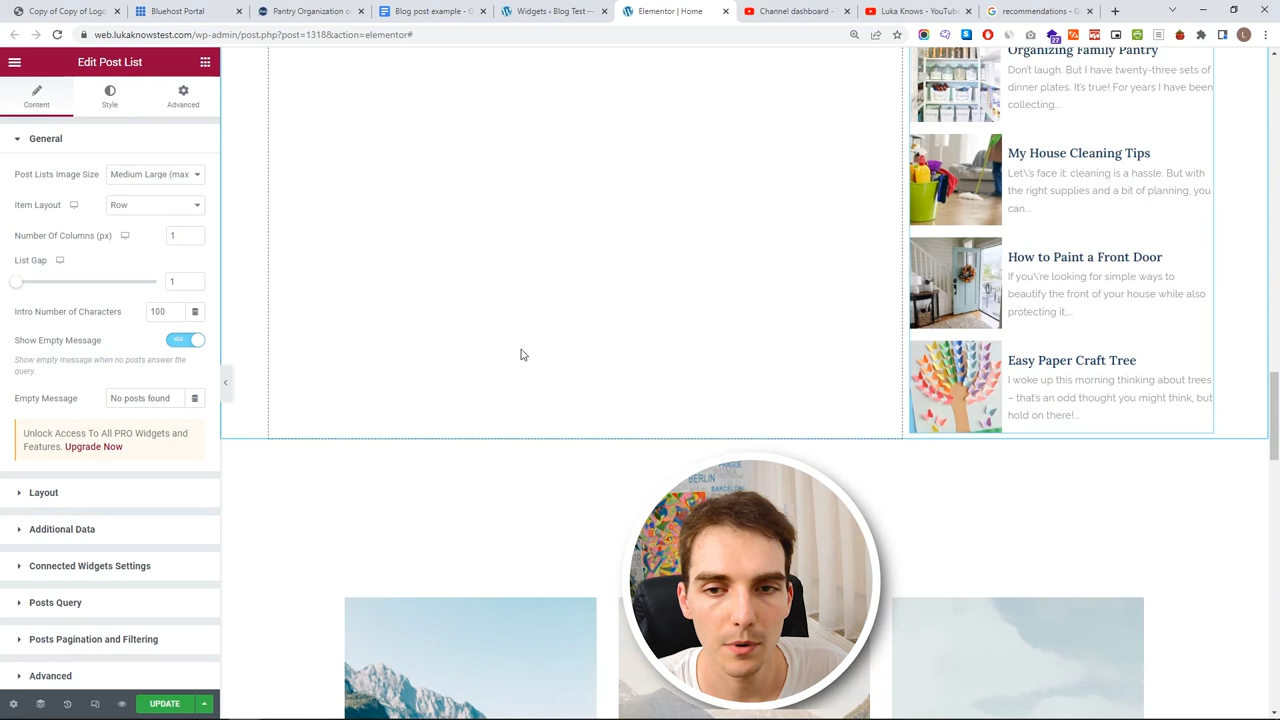 Copy of Copy of Logo
Bluehost Portal
Pantry Organization o
Blog post example - G
Widgets ‹ Blog Test —
Elementor | Home
Channel dashboard -
Luka Knows - YouTube
recommendations - G
web.lukaknowstest.com/wp-admin/post.php?post=1318&action=elementor#
27
L
Edit Post List
Content
Style
Advanced
General
Post Lists Image Size
Medium Large (max
Item Layout
Row
Number Of Columns (px)
1
List Gap
1
Intro Number of Characters
100
Show Empty Message
YES
Show empty message when no posts answer the
query.
Empty Message
No posts found
Unlock Access To All PRO Widgets and
Features. Upgrade Now
Layout
Additional Data
Connected Widgets Settings
Posts Query
Posts Pagination and Filtering
Advanced
UPDATE
Organizing Family Pantry
Don't laugh. But I have twenty-three sets of
dinner plates. It's true! For years I have been
collecting...
My House Cleaning Tips
Let\'s face it: cleaning is a hassle. But with
the right supplies and a bit of planning, you
can...
How to Paint a Front Door
If you\'re looking for simple ways to
beautify the front of your house while also
protecting it,...
Easy Paper Craft Tree
I woke up this morning thinking about trees
– that's an odd thought you might think, but
hold on there!...
PRAGUE
BERLIN
BARCELON